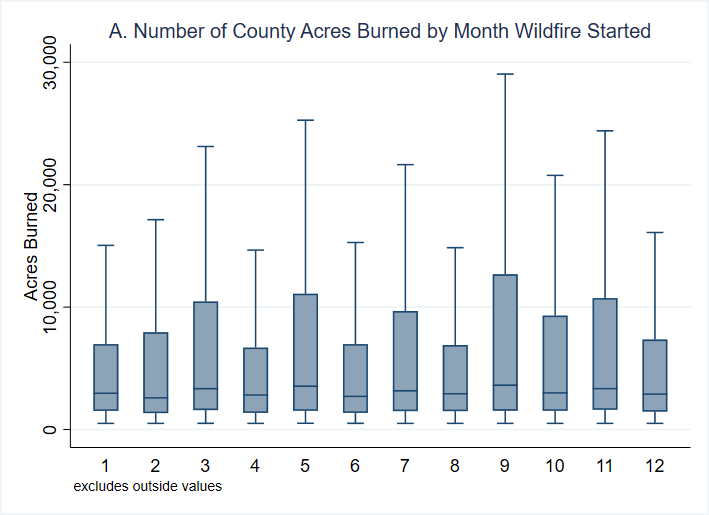 A. Number of County Acres Burned by Month Wildfire Started
Acres Burned
30,000
20,000
10,000
0
1 2 3 4 5 6 7 8 9 10 11 12
excludes outside values